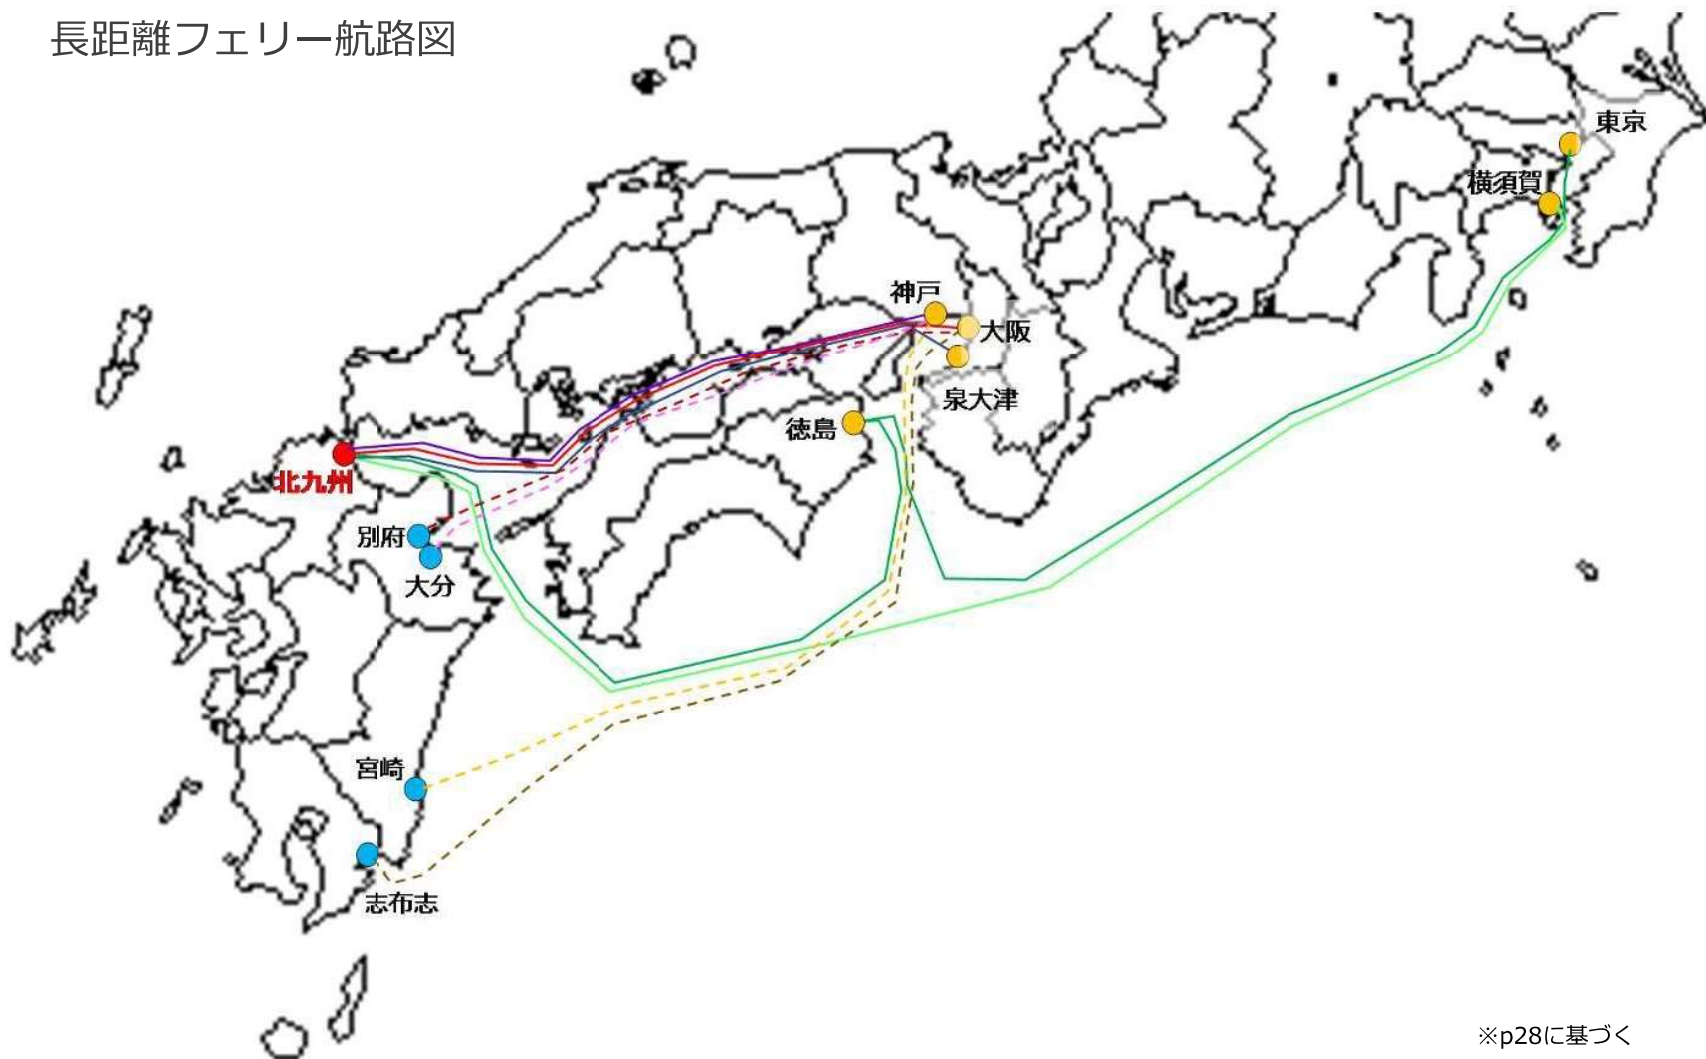 長距離フェリー航路図
東京
横須賀
神戸
大阪
泉大津
徳島
北九州
別府
大分
宮崎
志布志
※p28に基づく